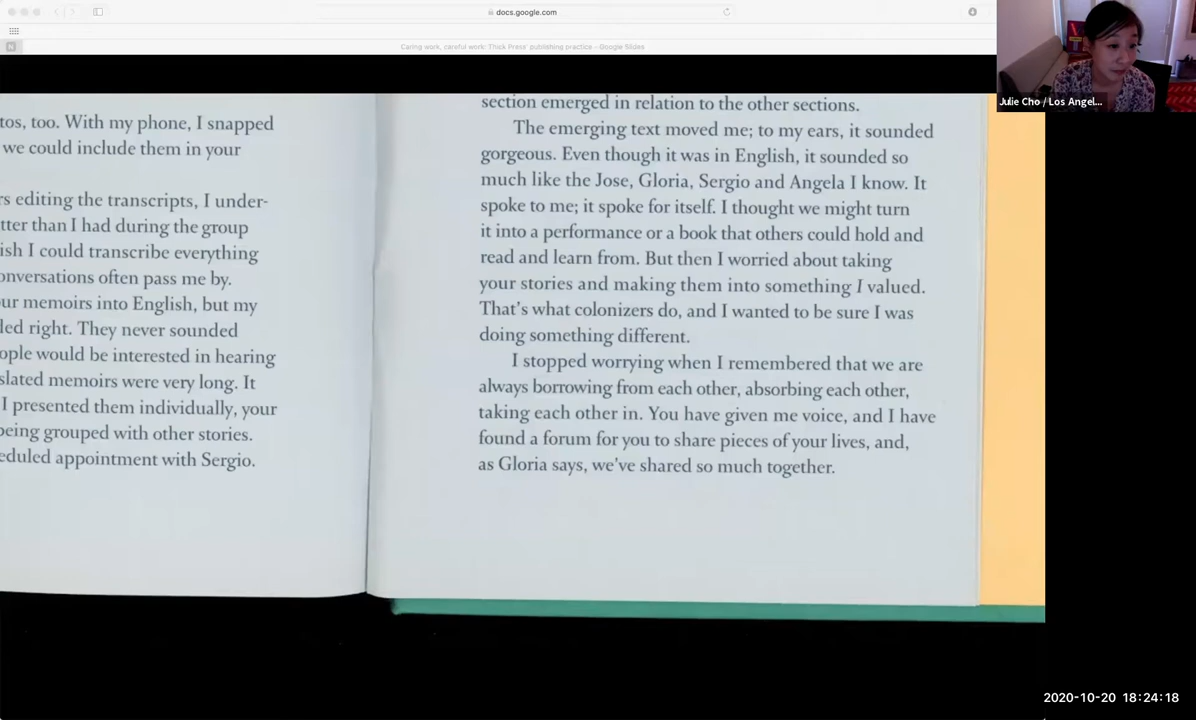 docs.google.com
Caring work, careful work: Thick Press' publishing practice - Google Slides
Julie Cho / Los Angel...
tos, too. With my phone, I snapped
we could include them in your
rs editing the transcripts, I under-
tter than I had during the group
ish I could transcribe everything
onversations often pass me by.
ur memoirs into English, but my
led right. They never sounded
ople would be interested in hearing
slated memoirs were very long. It
I presented them individually, your
being grouped with other stories.
eduled appointment with Sergio.
section emerged in relation to the other sections.
The emerging text moved me; to my ears, it sounded
gorgeous. Even though it was in English, it sounded so
much like the Jose, Gloria, Sergio and Angela I know. It
spoke to me; it spoke for itself. I thought we might turn
it into a performance or a book that others could hold and
read and learn from. But then I worried about taking
your stories and making them into something I valued.
That's what colonizers do, and I wanted to be sure I was
doing something different.
I stopped worrying when I remembered that we are
always borrowing from each other, absorbing each other,
taking each other in. You have given me voice, and I have
found a forum for you to share pieces of your lives, and,
as Gloria says, we've shared so much together.
2020-10-20 18:24:18